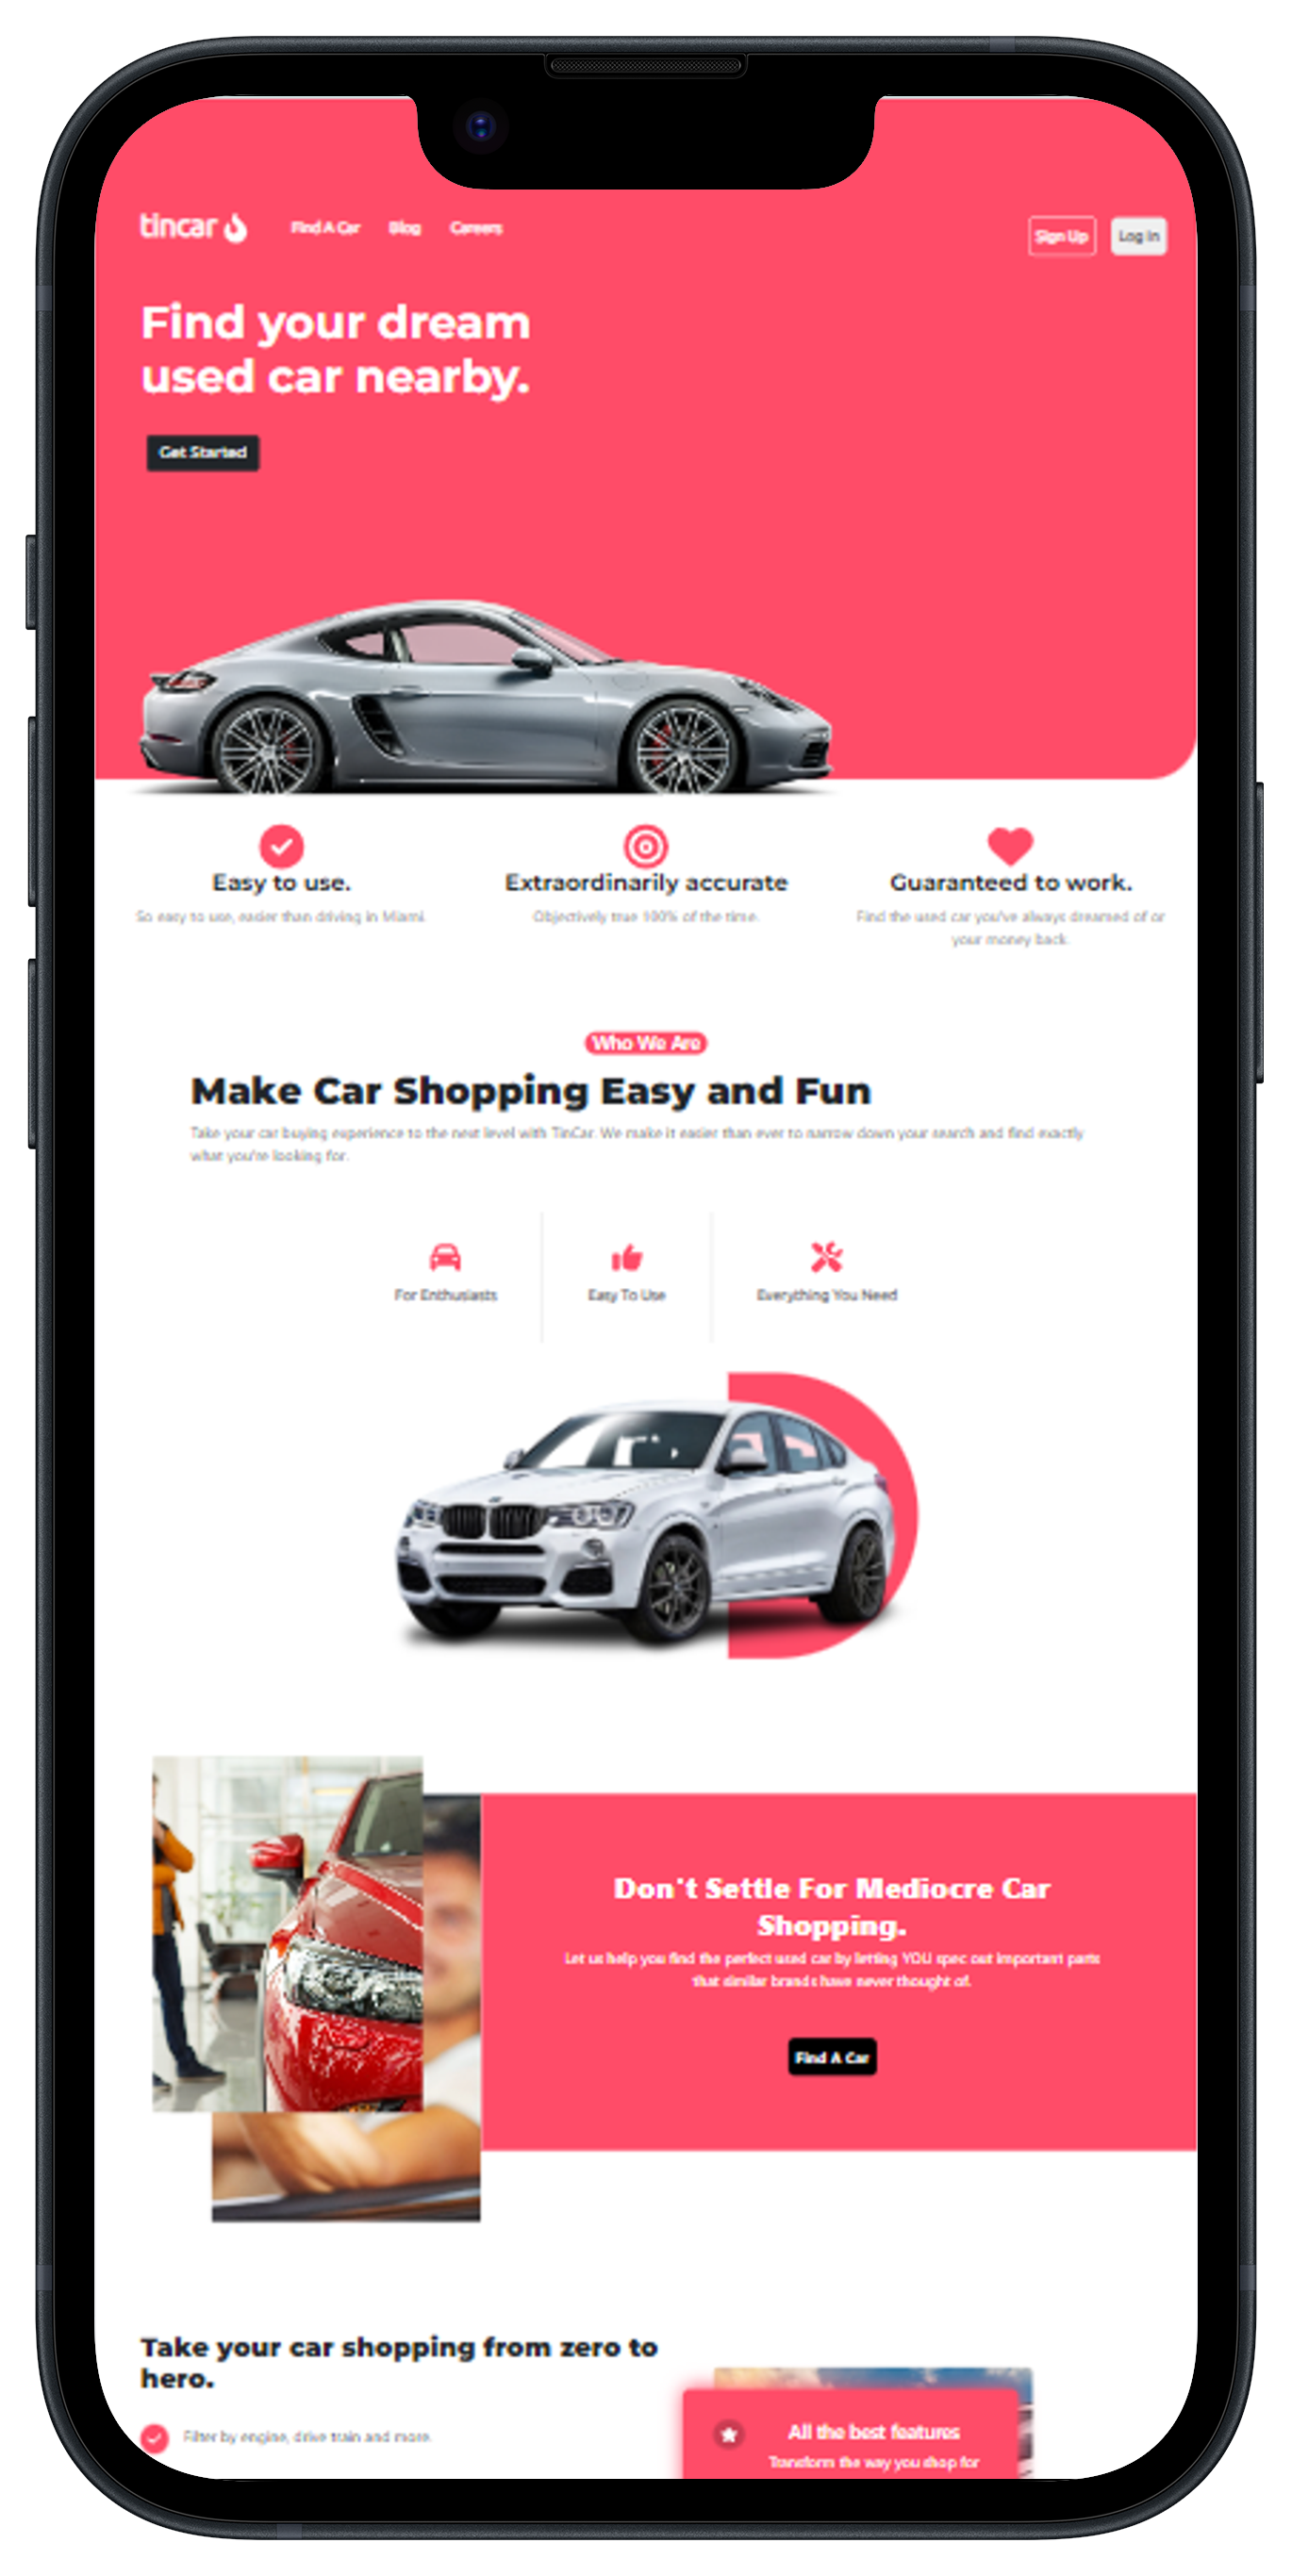 tincar
Find A Car
Blog
Careers
Sign Up
Log In
Find your dream
used car nearby.
Get Started
Easy to use.
So easy to use, easier than driving in Miami.
Extraordinarily accurate
Objectively true 100% of the time.
Guaranteed to work.
Find the used car you've always dreamed of or
your money back.
Who We Are
Make Car Shopping Easy and Fun
Take your car buying experience to the next level with TinCar. We make it easier than ever to narrow down your search and find exactly
what you're looking for.
For Enthusiasts
Easy To Use
Everything You Need
Don't Settle For Mediocre Car
Shopping.
Let us help you find the perfect used car by letting YOU spec out important parts
that similar brands have never thought of.
Find A Car
Take your car shopping from zero to
hero.
Filter by engine, drive train and more.
All the best features
Transform the way you shop for